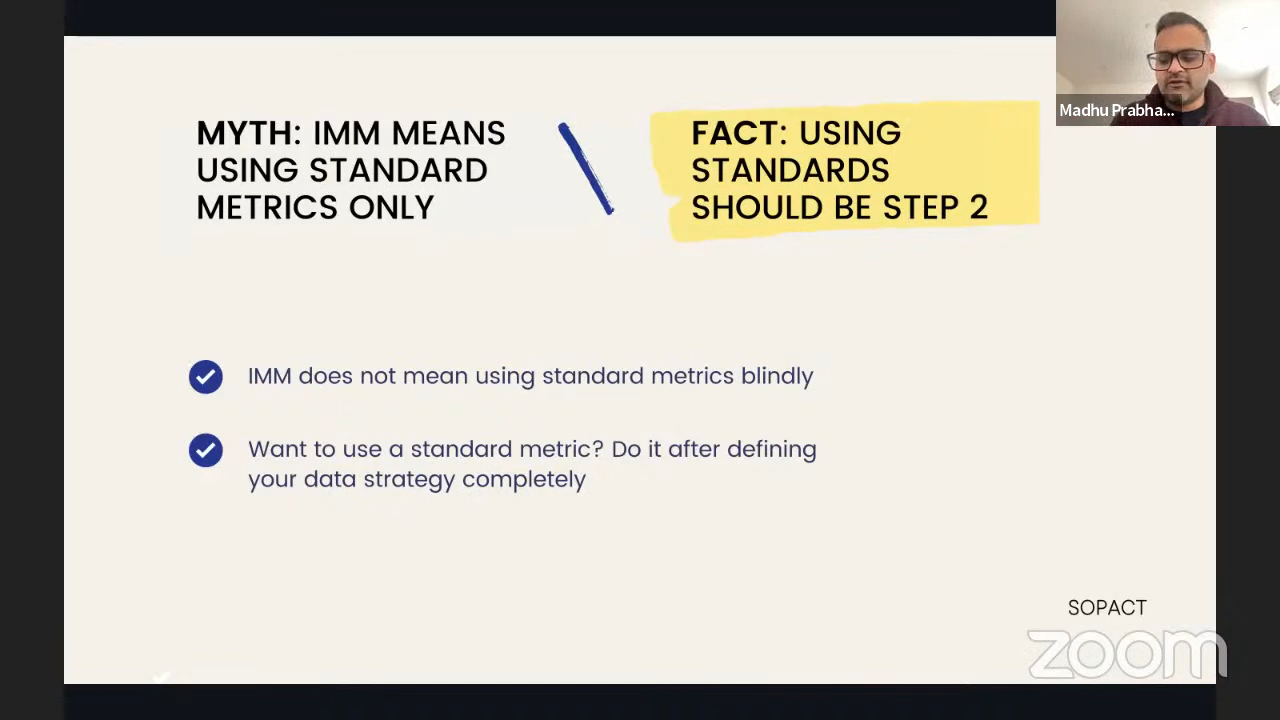 MYTH: IMM MEANS
USING STANDARD
METRICS ONLY
FACT: USING
STANDARDS
SHOULD BE STEP 2
Madhu Prabha...
IMM does not mean using standard metrics blindly
Want to use a standard metric? Do it after defining
your data strategy completely
SOPACT
zoom